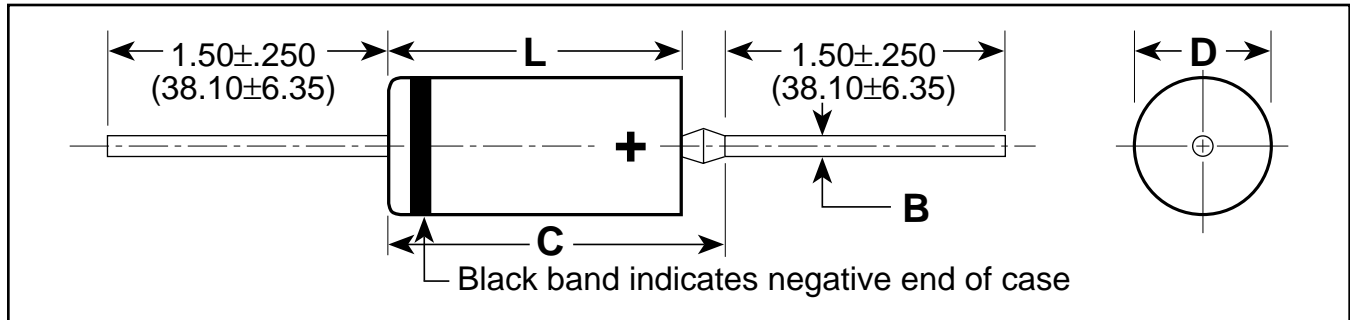 1.50±.250
(38.10±6.35)
L
1.50±.250
(38.10±6.35)
D
+
B
C
Black band indicates negative end of case